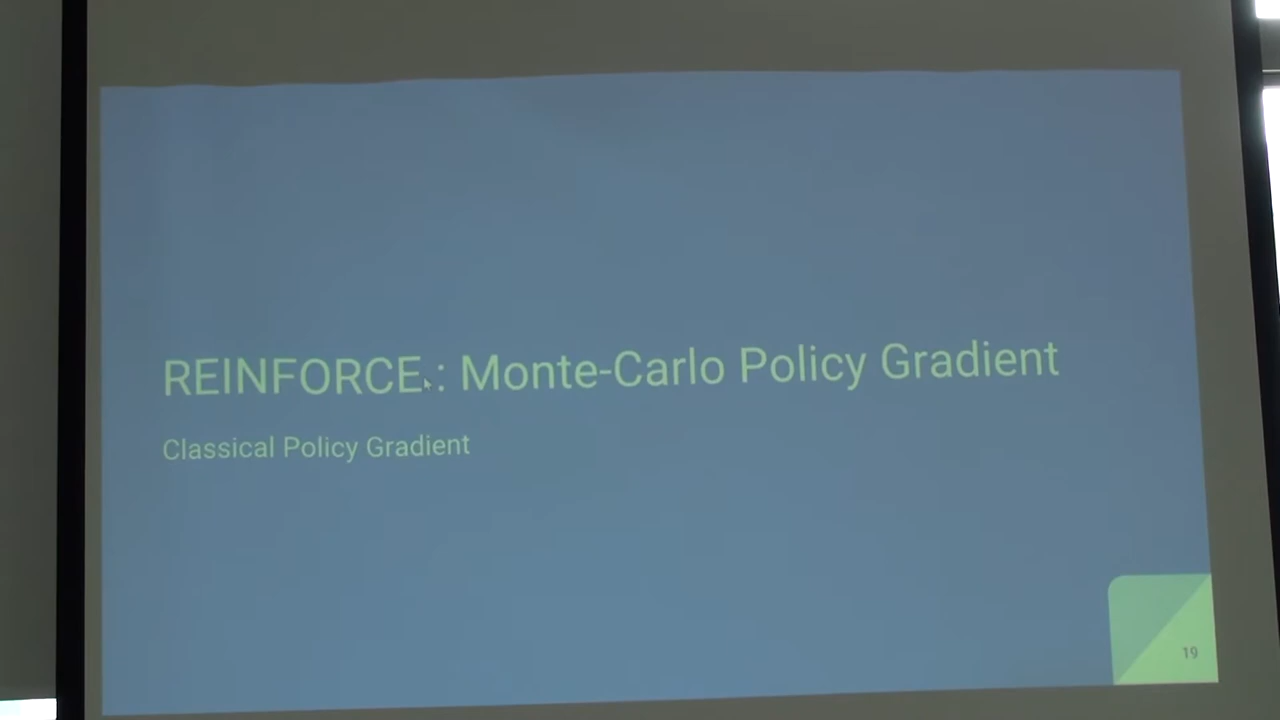 REINFORCE : Monte-Carlo Policy Gradient
Classical Policy Gradient
19